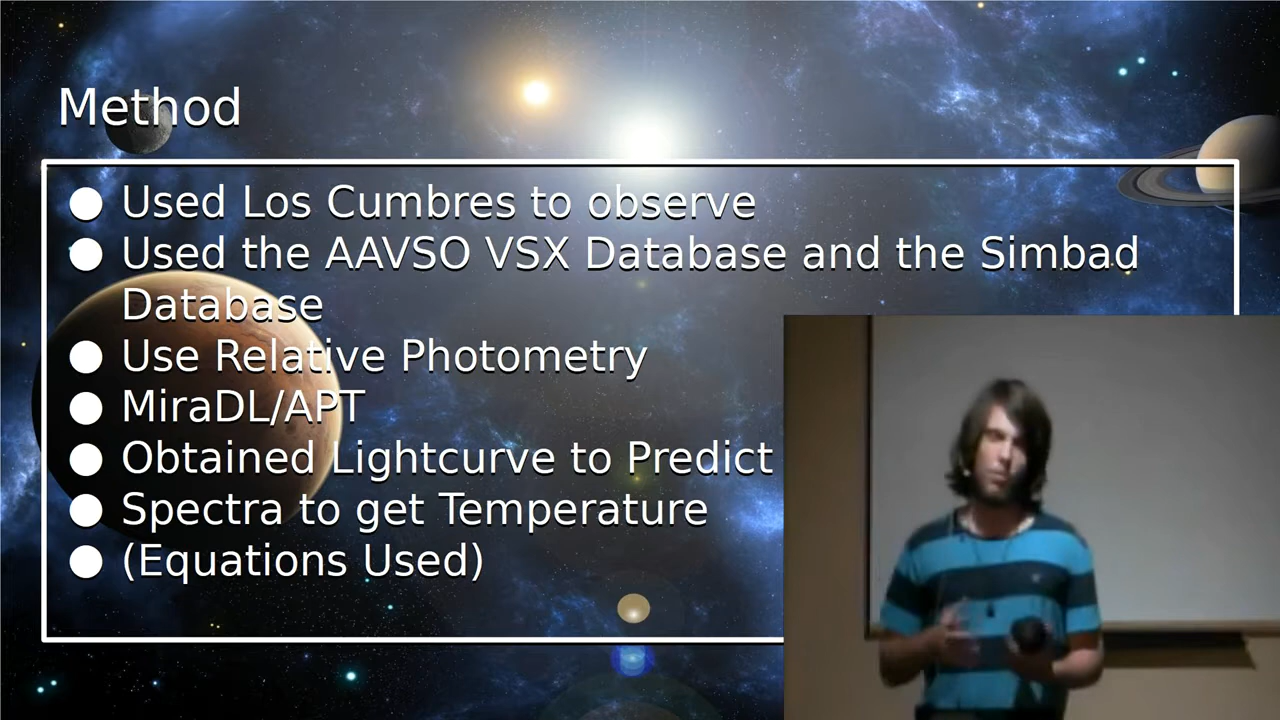 Method
● Used Los Cumbres to observe
● Used the AAVSO VSX Database and the Simbad
Database
● Use Relative Photometry
● MiraDL/APT
● Obtained Lightcurve to Predict
● Spectra to get Temperature
● (Equations Used)